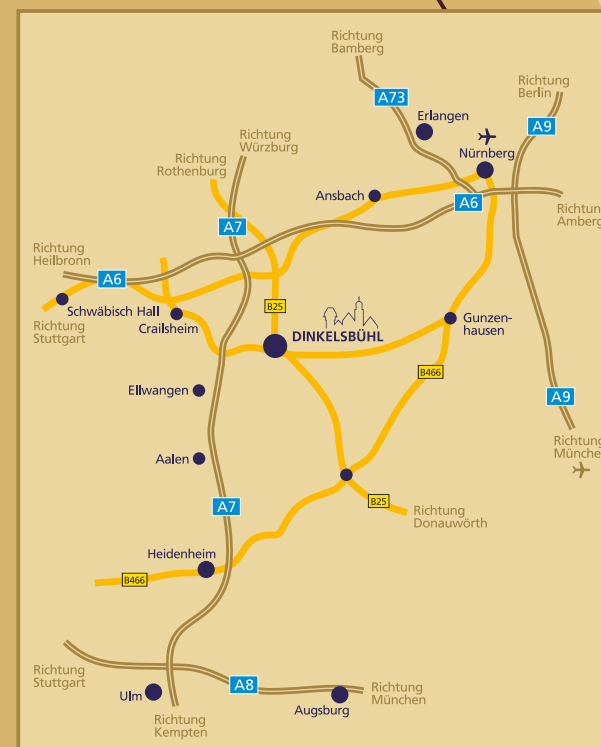 Richtung
Bamberg
Richtung
Berlin
A73
Erlangen
A9
Richtung
Würzburg
Richtung
Rothenburg
Nürnberg
Ansbach
A6
Richtung
Amberg
A7
Richtung
Heilbronn
A6
Schwäbisch Hall
Richtung
Stuttgart
Crailsheim
B25
DINKELSBÜHL
Gunzen-
hausen
B466
Ellwangen
A9
Richtung
Münche
Aalen
A7
B25
Richtung
Donauwörth
Heidenheim
B466
Richtung
Stuttgart
Ulm
A8
Richtung
München
Augsburg
Richtung
Kempten